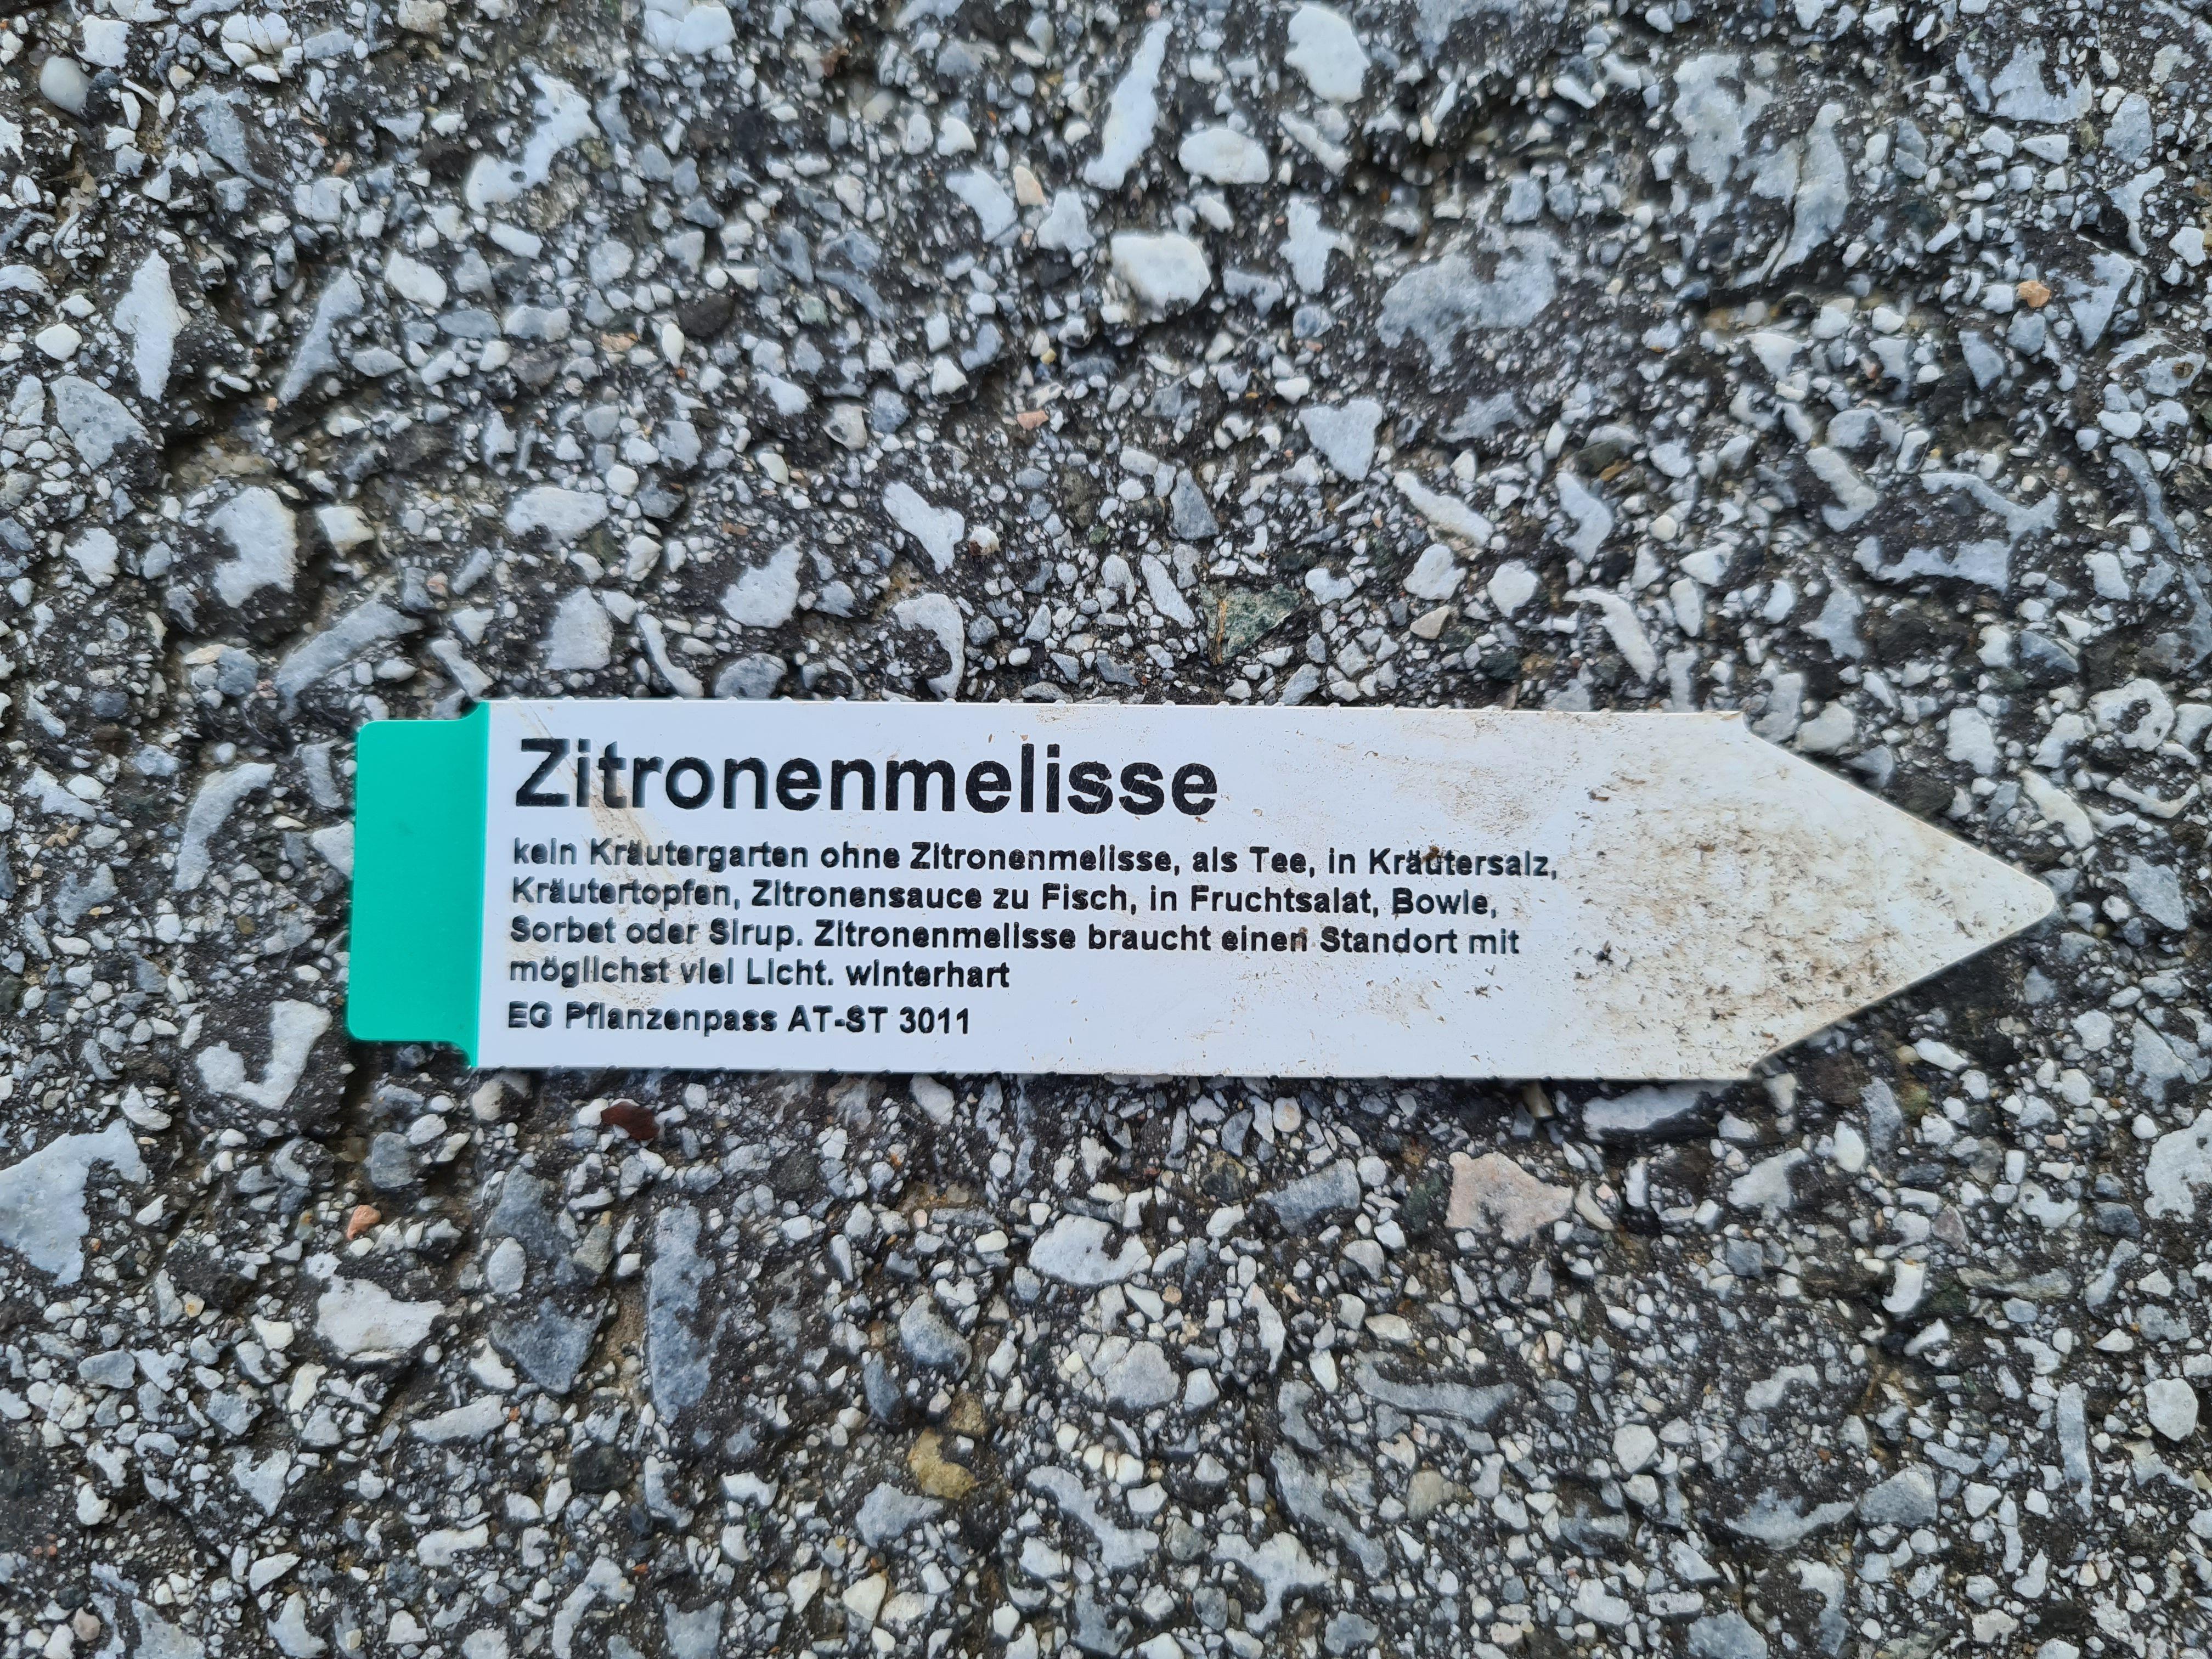 Zitronenmelisse
kein Kräutergarten ohne Zitronenmelisse, als Tee, in Kräutersalz,
Kräutertopfen, Zitronensauce zu Fisch, in Fruchtsalat, Bowle,
Sorbet oder Sirup. Zitronenmelisse braucht einen Standort mit
möglichst viel Licht. winterhart
EG Pflanzenpass AT-ST 3011